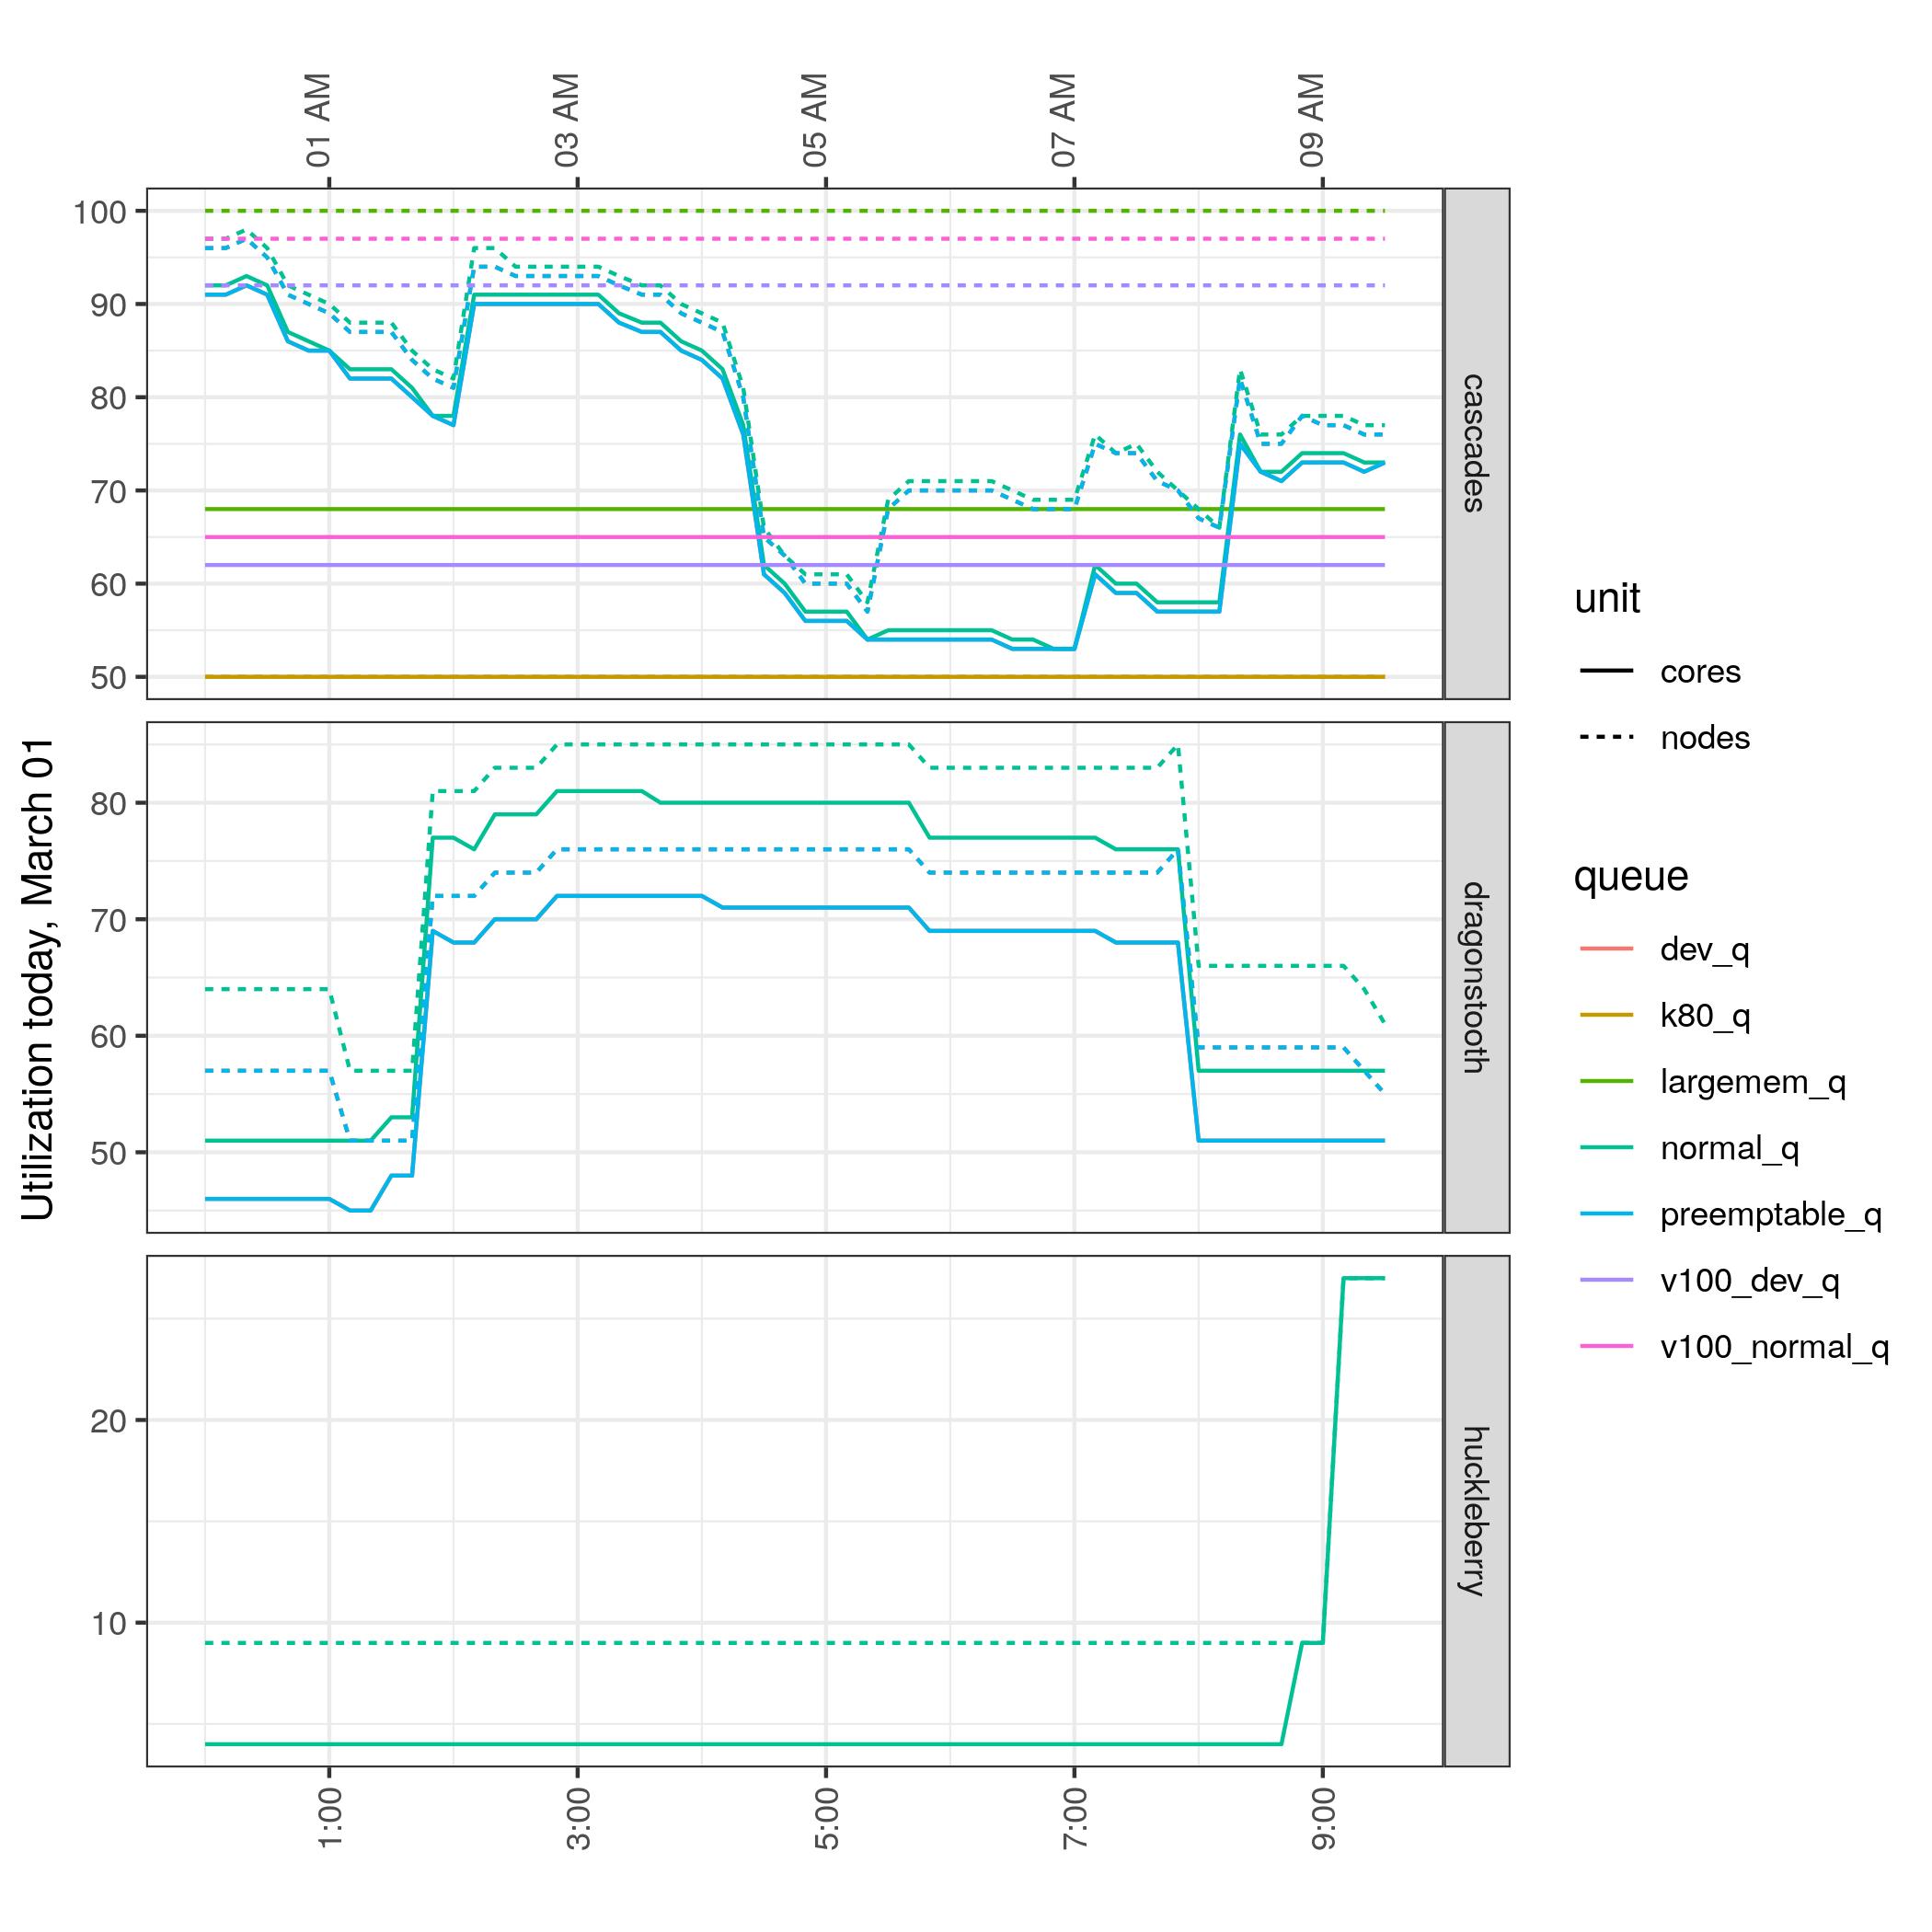 01 AM
03 AM
05 AM
07 AM
09 AM
100
90
80
70
60
50
cascades
80
70
60
50
dragonstooth
20
10
huckleberry
1:00
3:00
5:00
7:00
9:00
Utilization today, March 01
unit
cores
nodes
queue
dev_q
k80_q
largemem_q
normal_q
preemptable_q
v100_dev_q
v100_normal_q